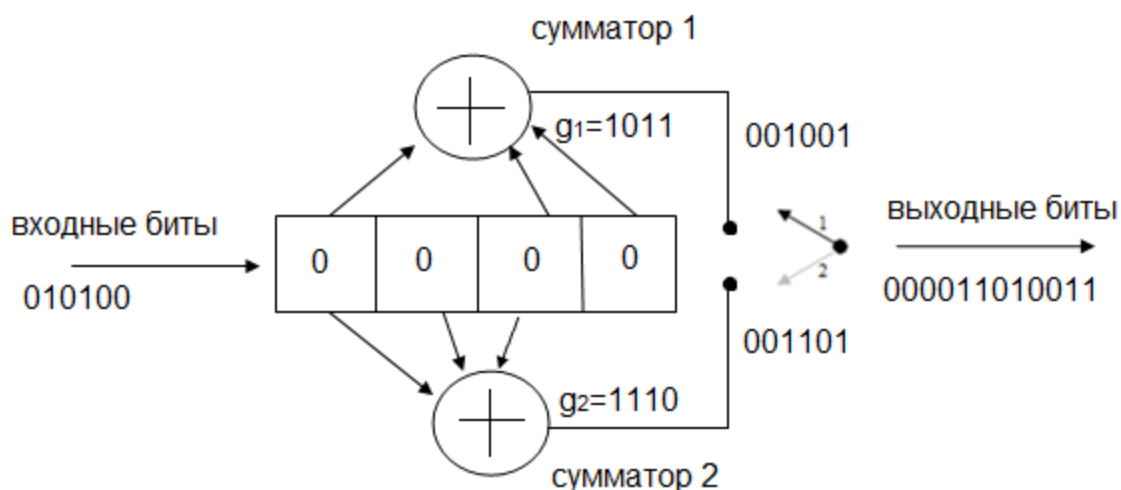 сумматор 1
g1=1011
001001
входные биты
выходные биты
1
0 0 0 0
2
010100
000011010011
001101
g2=1110
сумматор 2